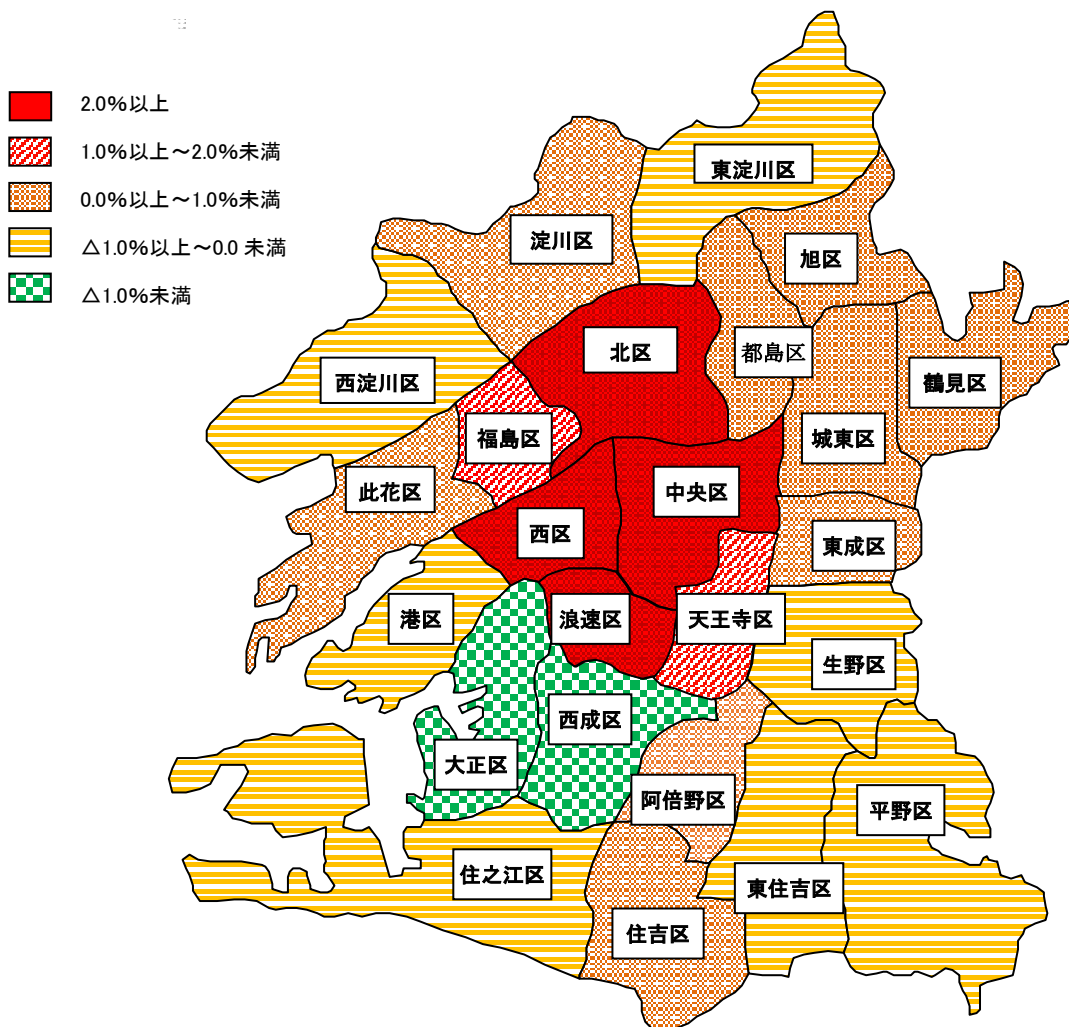 2.0%以上
1.0%以上~2.0%未満
0.0%以上~1.0%未満
△1.0%以上~0.0 未満
△1.0%未満
東淀川区
淀川区
旭区
北区
都島区
西淀川区
鶴見区
福島区
城東区
此花区
中央区
西区
東成区
港区
浪速区
天王寺区
生野区
西成区
大正区
阿倍野区
平野区
住之江区
東住吉区
住吉区